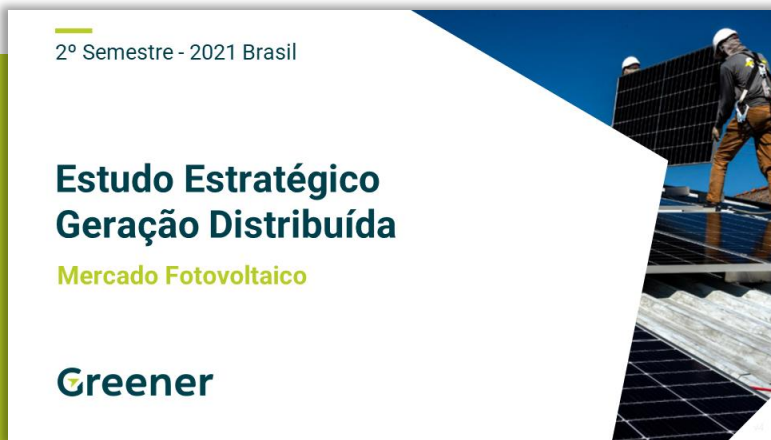 2º Semestre - 2021 Brasil
Estudo Estratégico
Geração Distribuída
Mercado Fotovoltaico
Greener